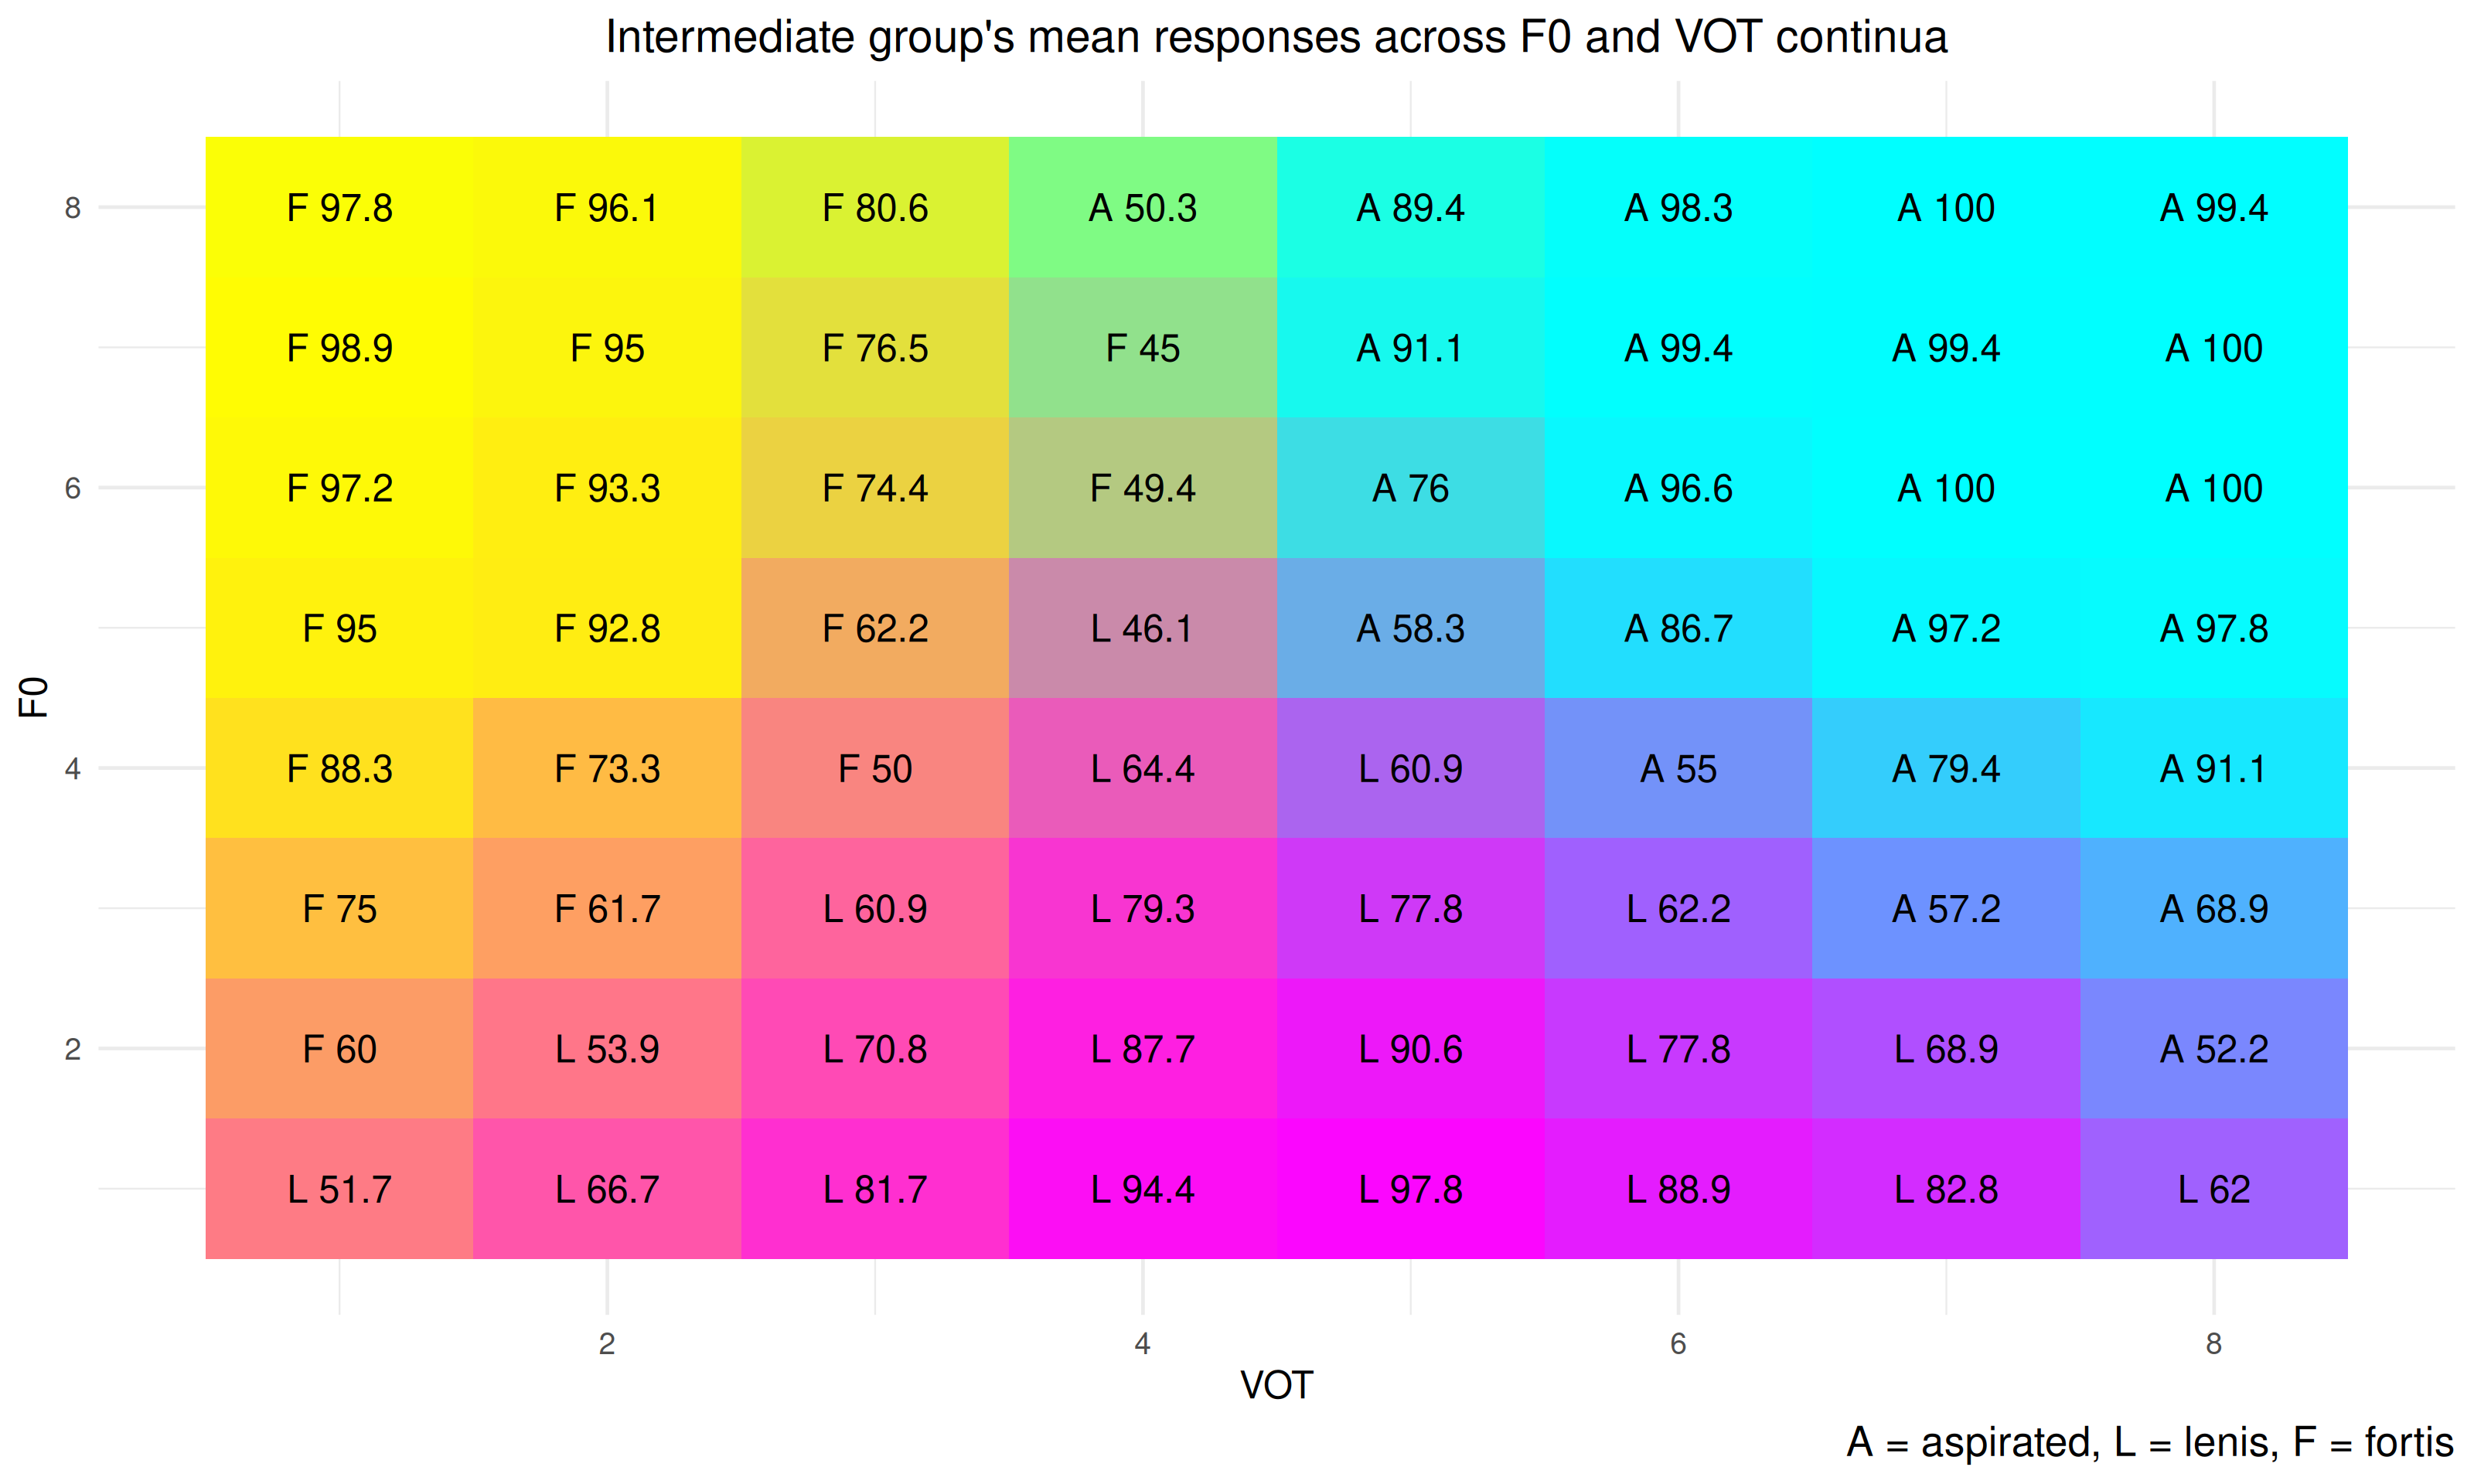 Intermediate group's mean responses across F0 and VOT continua
8 F 97.8 F 96.1 F 80.6 A 50.3 A 89.4 A 98.3 A 100 A 99.4
F 98.9 F 95 F 76.5 F 45 A 91.1 A 99.4 A 99.4 A 100
6 F 97.2 F 93.3 F 74.4 F 49.4 A 76 A 96.6 A 100 A 100
F 95 F 92.8 F 62.2 L 46.1 A 58.3 A 86.7 A 97.2 A 97.8
F0
4 F 88.3 F 73.3 F 50 L 64.4 L 60.9 A 55 A 79.4 A 91.1
F 75 F 61.7 L 60.9 L 79.3 L 77.8 L 62.2 A 57.2 A 68.9
2 F 60 L 53.9 L 70.8 L 87.7 L 90.6 L 77.8 L 68.9 A 52.2
L 51.7 L 66.7 L 81.7 L 94.4 L 97.8 L 88.9 L 82.8 L 62
2 4 6 8
VOT
A = aspirated, L = lenis, F = fortis